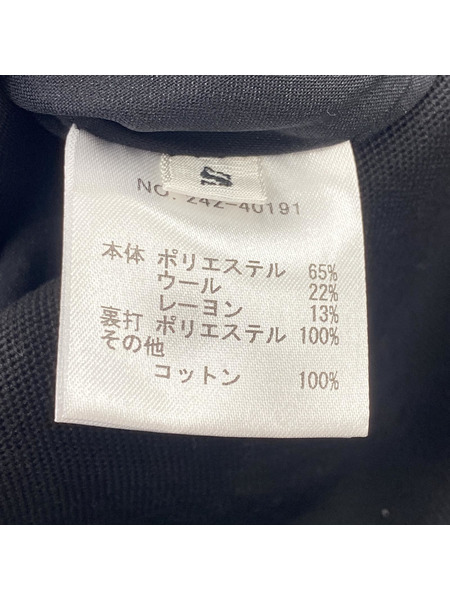 NO. 242-40191
本体 ポリエステル 65%
ウール 22%
レーヨン 13%
裏打 ポリエステル 100%
その他
コットン 100%